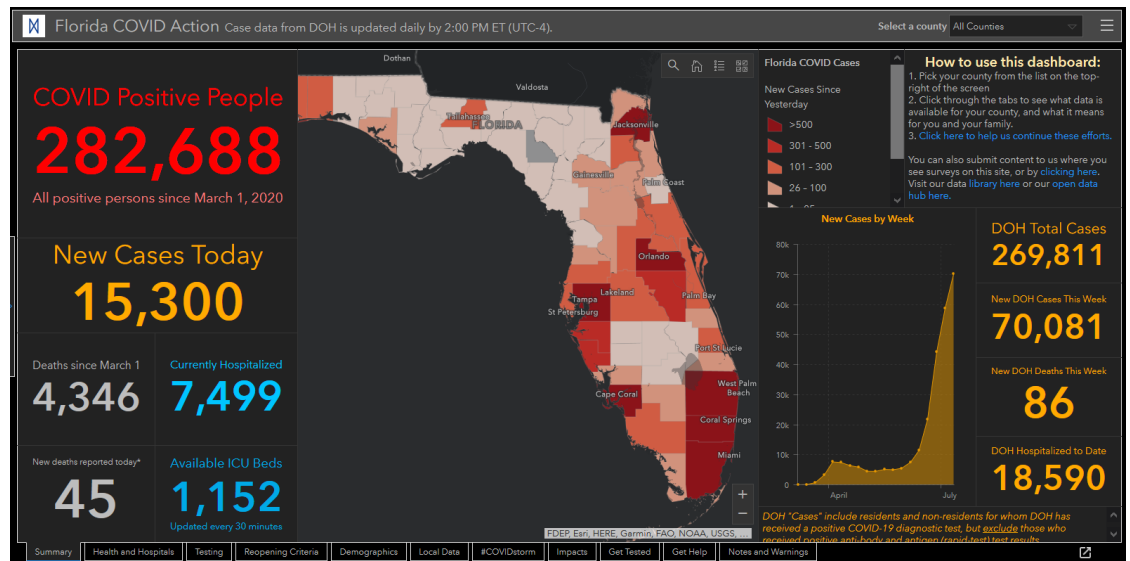 Florida COVID Action Case data from DOH is updated daily by 2:00 PM ET (UTC-4).
Select a county All Counties
COVID Positive People
282,688
All positive persons since March 1, 2020
New Cases Today
15,300
Deaths since March 1
4,346
Currently Hospitalized
7,499
New deaths reported today*
45
Available ICU Beds
1,152
Updated every 30 minutes
Dothan
Valdosta
Tallahassee
FLORIDA
Jacksonville
Gainesville
Palm Coast
Orlando
Lakeland
Tampa
Palm Bay
St Petersburg
Port St Lucie
West Palm
Beach
Cape Coral
Coral Springs
Miami
+
−
FDEP, Esri, HERE, Garmin, FAO, NOAA, USGS, ...
Florida COVID Cases
New Cases Since
Yesterday
>500
301 - 500
101 - 300
26 - 100
How to use this dashboard:
1. Pick your county from the list on the top-
right of the screen
2. Click through the tabs to see what data is
available for your county, and what it means
for you and your family.
3. Click here to help us continue these efforts.
You can also submit content to us where you
see surveys on this site, or by clicking here.
Visit our data library here or our open data
hub here.
New Cases by Week
80k
70k
60k
50k
40k
30k
20k
10k
0
April
July
DOH Total Cases
269,811
New DOH Cases This Week
70,081
New DOH Deaths This Week
86
DOH Hospitalized to Date
18,590
DOH "Cases" include residents and non-residents for whom DOH has
received a positive COVID-19 diagnostic test, but exclude those who
received positive anti-body and antigen (rapid-test) test results
Summary
Health and Hospitals
Testing
Reopening Criteria
Demographics
Local Data
#COVIDstorm
Impacts
Get Tested
Get Help
Notes and Warnings